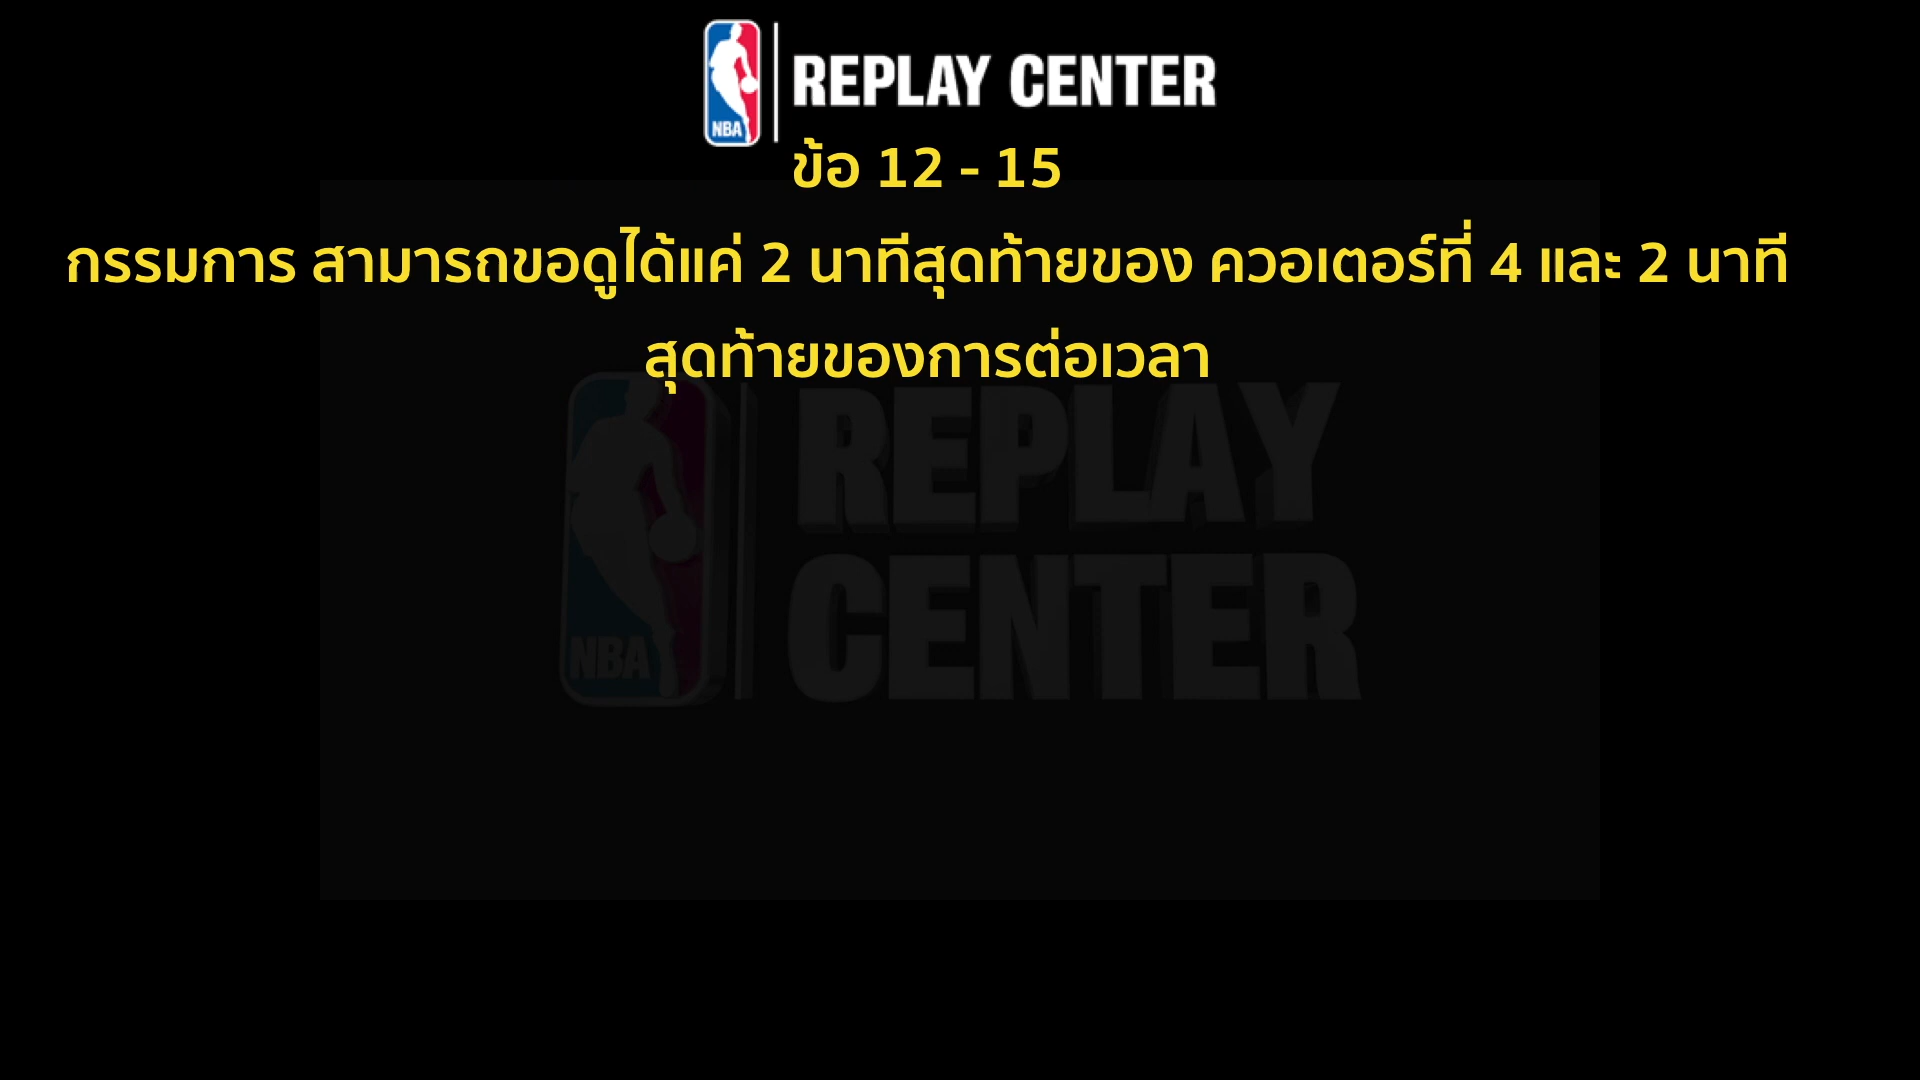 NBA REPLAY CENTER
ข้อ 12 - 15
กรรมการ สามารถขอดูได้แค่ 2 นาทีสุดท้ายของ ควอเตอร์ที่ 4 และ 2 นาที
สุดท้ายของการต่อเวลา
REPLAY
CENTER
NBA